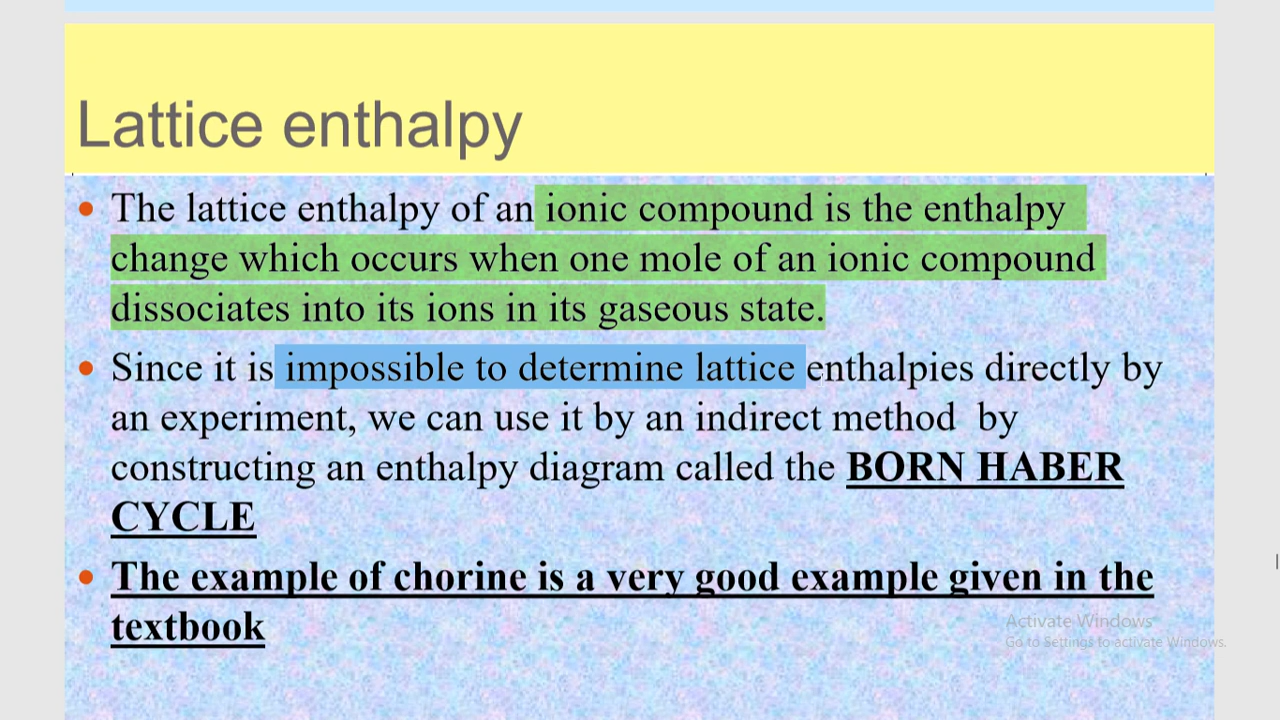 Lattice enthalpy
• The lattice enthalpy of an ionic compound is the enthalpy
change which occurs when one mole of an ionic compound
dissociates into its ions in its gaseous state.
• Since it is impossible to determine lattice enthalpies directly by
an experiment, we can use it by an indirect method by
constructing an enthalpy diagram called the BORN HABER
CYCLE
• The example of chorine is a very good example given in the
textbook
Activate Windows
Go to Settings to activate Windows.